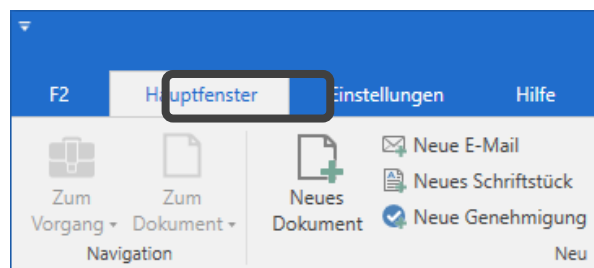 F2 Hauptfenster Einstellungen Hilfe
Neue E-Mail
Neues Schriftstück
Zum Zum Neues
Vorgang Dokument Dokument Neue Genehmigung
Navigation Neu